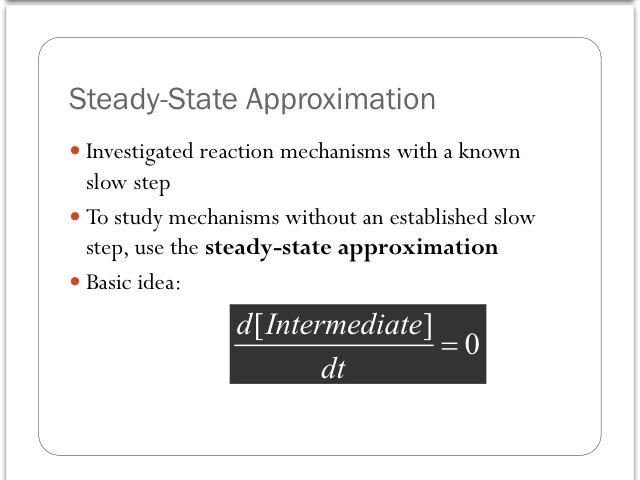 Steady-State Approximation
• Investigated reaction mechanisms with a known
slow step
• To study mechanisms without an established slow
step, use the steady-state approximation
• Basic idea:
d[Intermediate]
dt
= 0